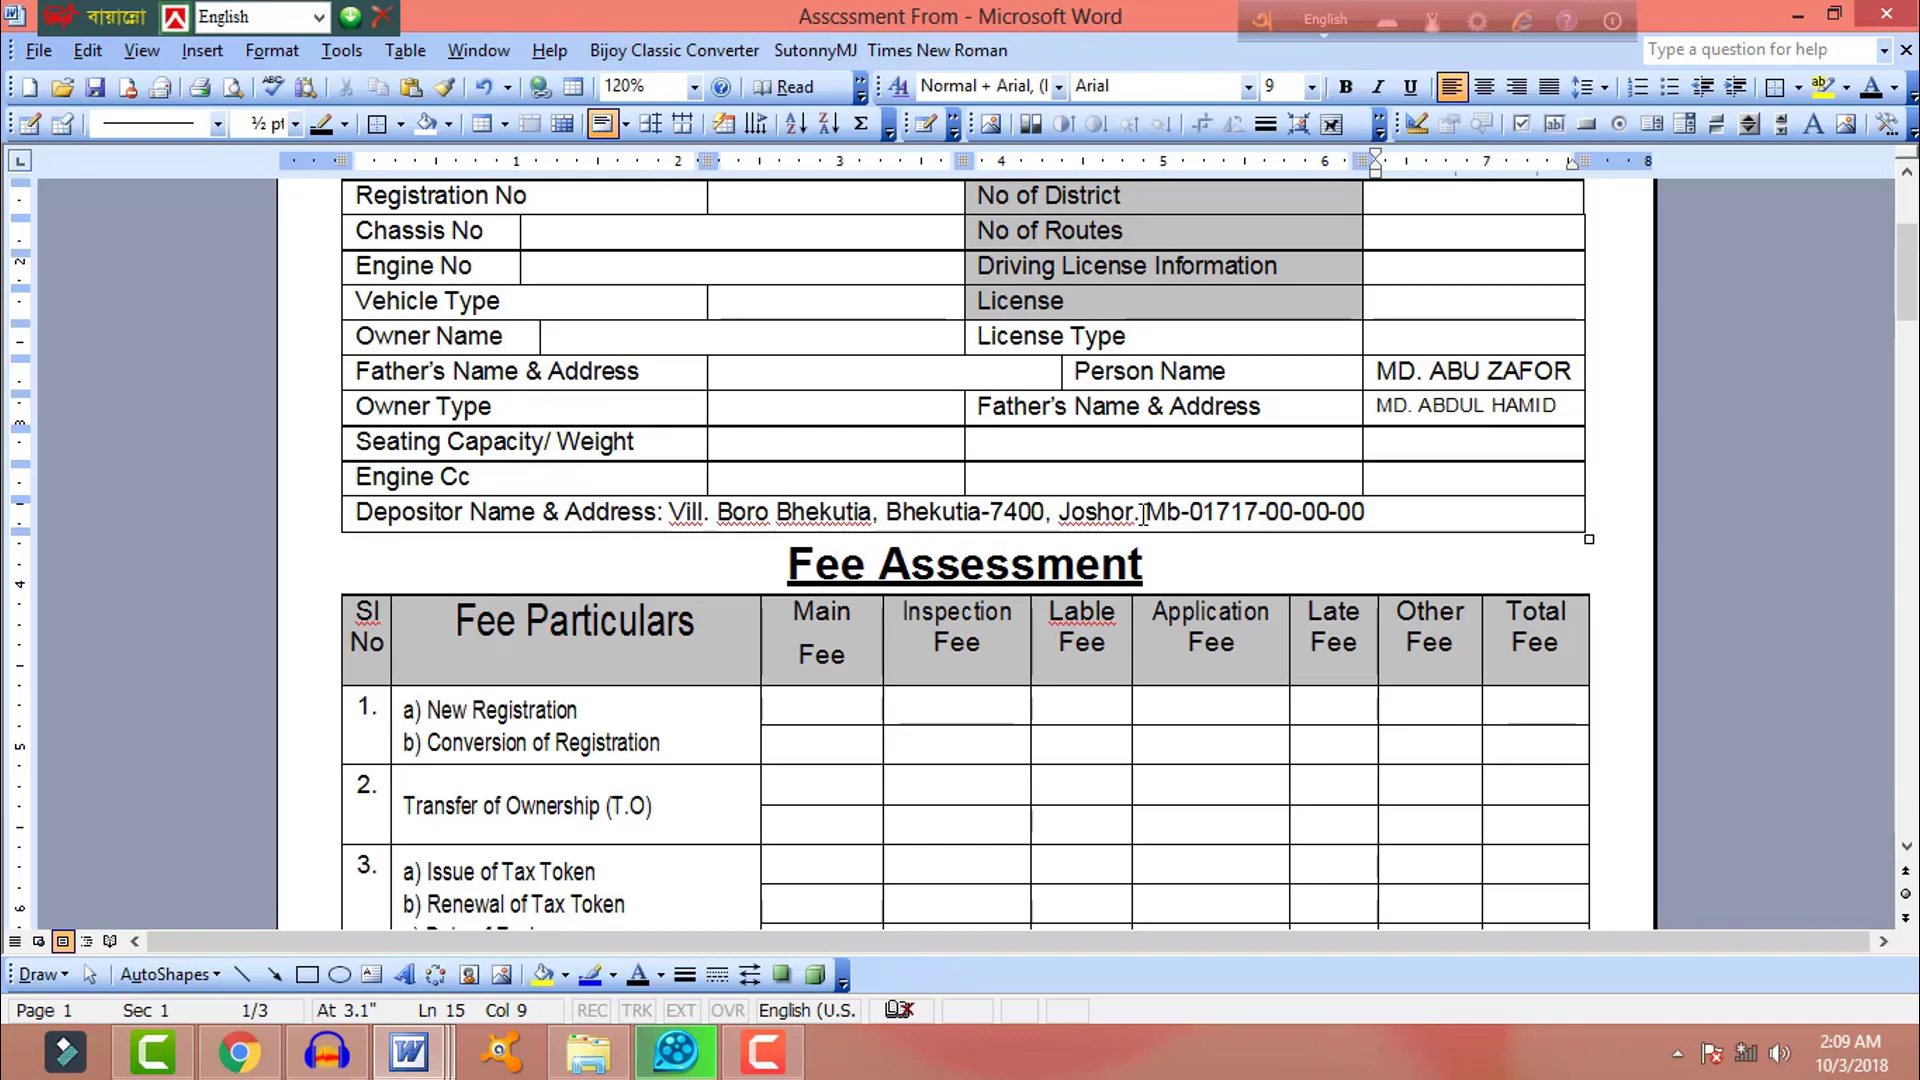 বায়ান্নো English Asscssment From - Microsoft Word English
File Edit View Insert Format Tools Table Window Help Bijoy Classic Converter SutonnyMJ Times New Roman Type a question for help
120% Read Normal + Arial, (l Arial 9 B I U
½ pt
1 2 3 4 5 6 7 8
Registration No No of District
Chassis No No of Routes
Engine No Driving License Information
Vehicle Type License
Owner Name License Type
Father's Name & Address Person Name MD. ABU ZAFOR
Owner Type Father's Name & Address MD. ABDUL HAMID
Seating Capacity/ Weight
Engine Cc
Depositor Name & Address: Vill. Boro Bhekutia, Bhekutia-7400, Joshor. Mb-01717-00-00-00
Fee Assessment
Sl No Fee Particulars Main Fee Inspection Fee Lable Fee Application Fee Late Fee Other Fee Total Fee
1. a) New Registration
b) Conversion of Registration
2. Transfer of Ownership (T.O)
3. a) Issue of Tax Token
b) Renewal of Tax Token
Draw AutoShapes
Page 1 Sec 1 1/3 At 3.1" Ln 15 Col 9 REC TRK EXT OVR English (U.S.
2:09 AM
10/3/2018